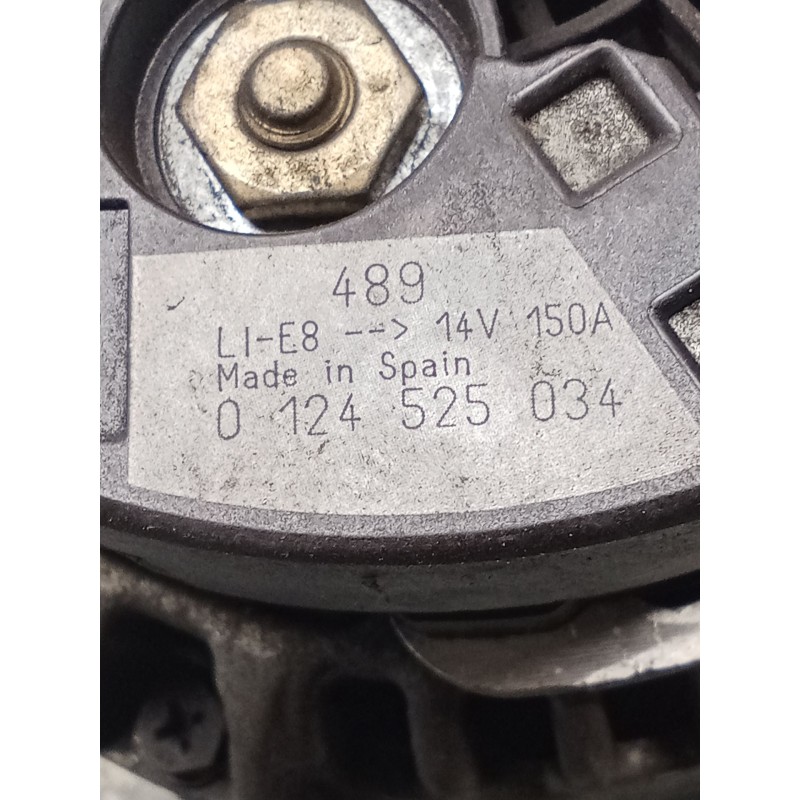 489
LI-E8 --> 14V 150A
Made in Spain
0 124 525 034